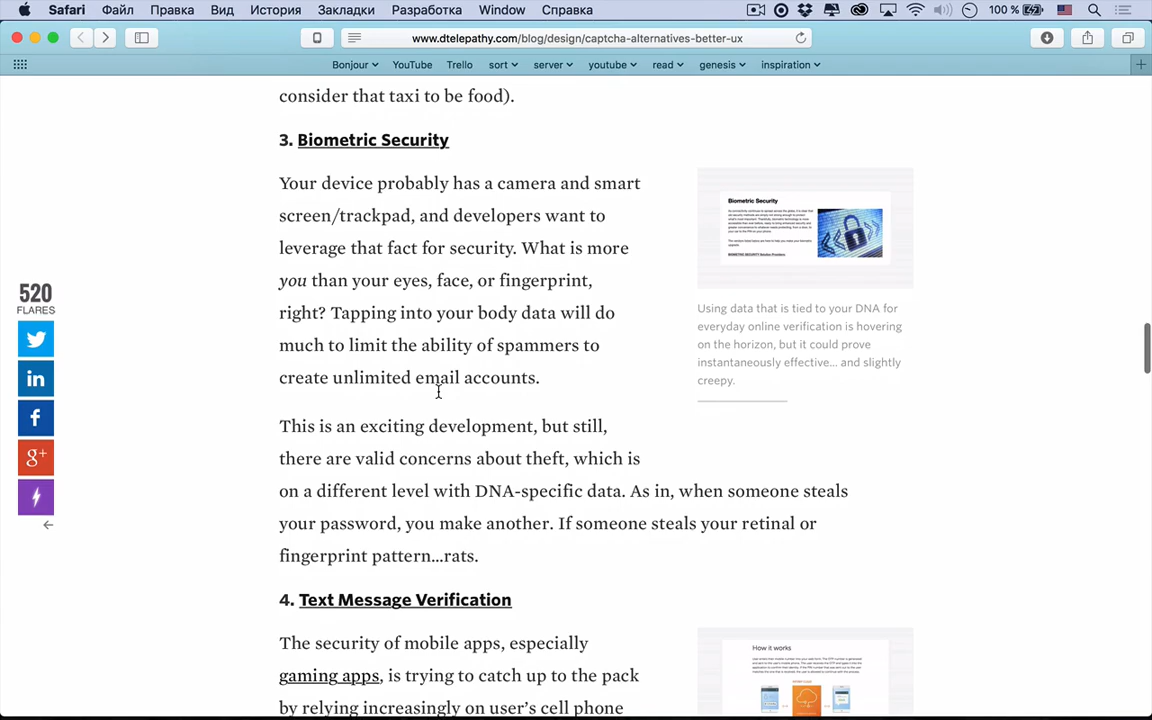 Safari Файл Правка Вид История Закладки Разработка Window Справка 100 %
www.dtelepathy.com/blog/design/captcha-alternatives-better-ux
Bonjour YouTube Trello sort server youtube read genesis inspiration
consider that taxi to be food).
3. Biometric Security
Your device probably has a camera and smart
screen/trackpad, and developers want to
leverage that fact for security. What is more
you than your eyes, face, or fingerprint,
right? Tapping into your body data will do
much to limit the ability of spammers to
create unlimited email accounts.
Biometric Security
Using data that is tied to your DNA for
everyday online verification is hovering
on the horizon, but it could prove
instantaneously effective... and slightly
creepy.
520
FLARES
This is an exciting development, but still,
there are valid concerns about theft, which is
on a different level with DNA-specific data. As in, when someone steals
your password, you make another. If someone steals your retinal or
fingerprint pattern...rats.
4. Text Message Verification
The security of mobile apps, especially
gaming apps, is trying to catch up to the pack
by relying increasingly on user's cell phone
How it works